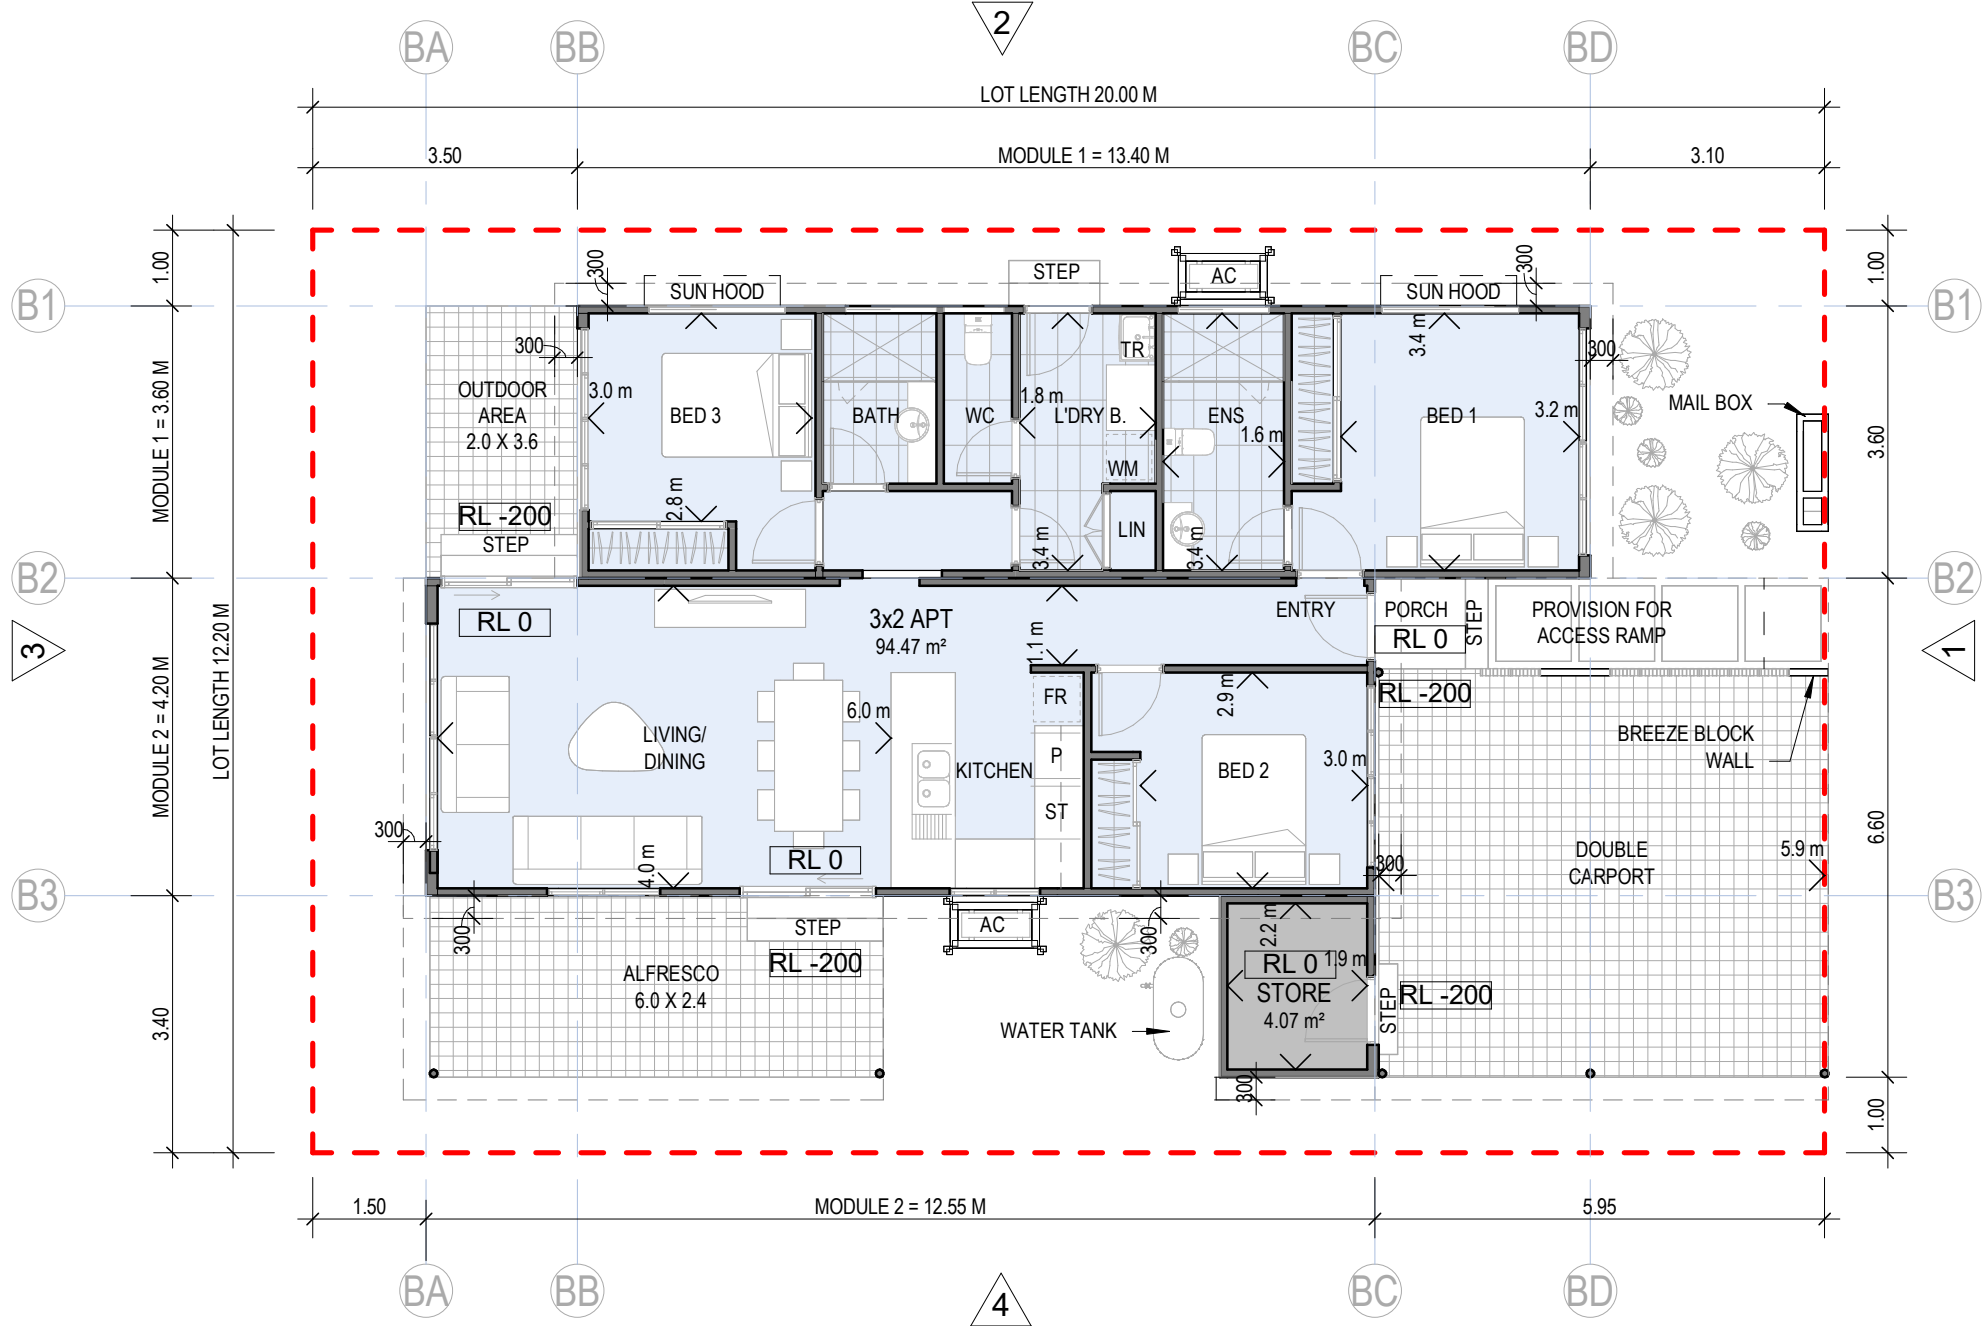 2
BA
BB
BC
BD
LOT LENGTH 20.00 M
3.50
MODULE 1 = 13.40 M
3.10
1.00
300
STEP
AC
300
1.00
SUN HOOD
SUN HOOD
B1
B1
MODULE 1 = 3.60 M
300
3.4 m
300
TR
OUTDOOR
AREA
2.0 X 3.6
3.0 m
BED 3
BATH
WC
1.8 m
L'DRY B.
ENS
1.6 m
BED 1
3.2 m
MAIL BOX
3.60
WM
2.8 m
RL -200
STEP
LIN
3.4 m
3.4 m
B2
B2
LOT LENGTH 12.20 M
RL 0
3x2 APT
94.47 m²
1.1 m
ENTRY
PORCH
RL 0
STEP
PROVISION FOR
ACCESS RAMP
3
1
MODULE 2 = 4.20 M
FR
2.9 m
RL -200
6.0 m
LIVING/
DINING
KITCHEN
P
ST
BED 2
3.0 m
BREEZE BLOCK
WALL
300
RL 0
4.0 m
300
DOUBLE
CARPORT
5.9 m
6.60
B3
B3
300
STEP
AC
300
2.2 m
RL -200
ALFRESCO
6.0 X 2.4
RL 0
1.9 m
STORE
4.07 m²
STEP
RL -200
WATER TANK
3.40
300
1.00
1.50
MODULE 2 = 12.55 M
5.95
BA
BB
4
BC
BD